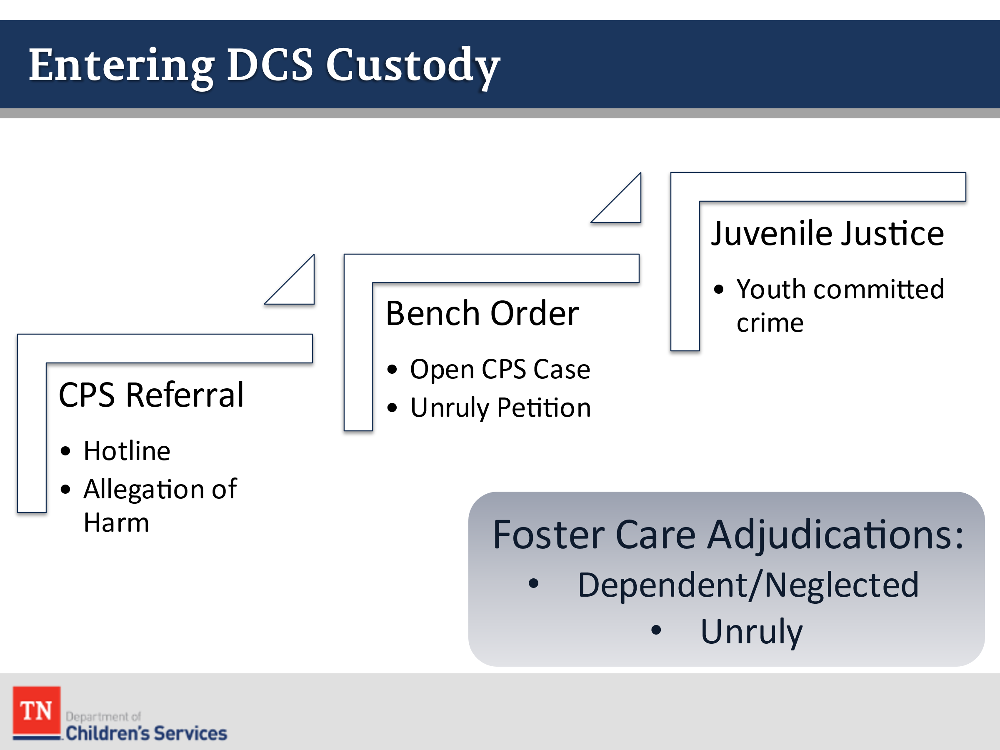 Entering DCS Custody
CPS Referral
• Hotline
• Allegation of
Harm
Bench Order
• Open CPS Case
• Unruly Petition
Juvenile Justice
• Youth committed
crime
Foster Care Adjudications:
• Dependent/Neglected
• Unruly
TN
Department of
Children's Services